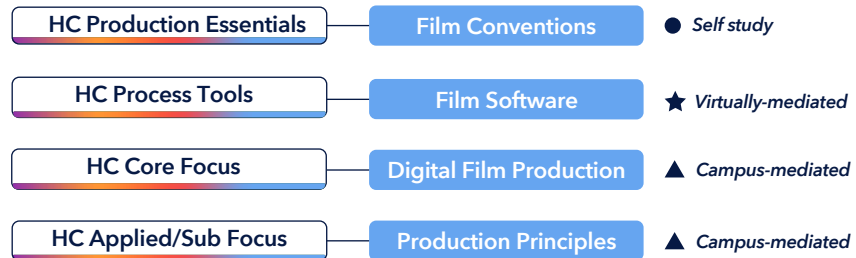 HC Production Essentials Film Conventions Self study
HC Process Tools Film Software Virtually-mediated
HC Core Focus Digital Film Production Campus-mediated
HC Applied/Sub Focus Production Principles Campus-mediated